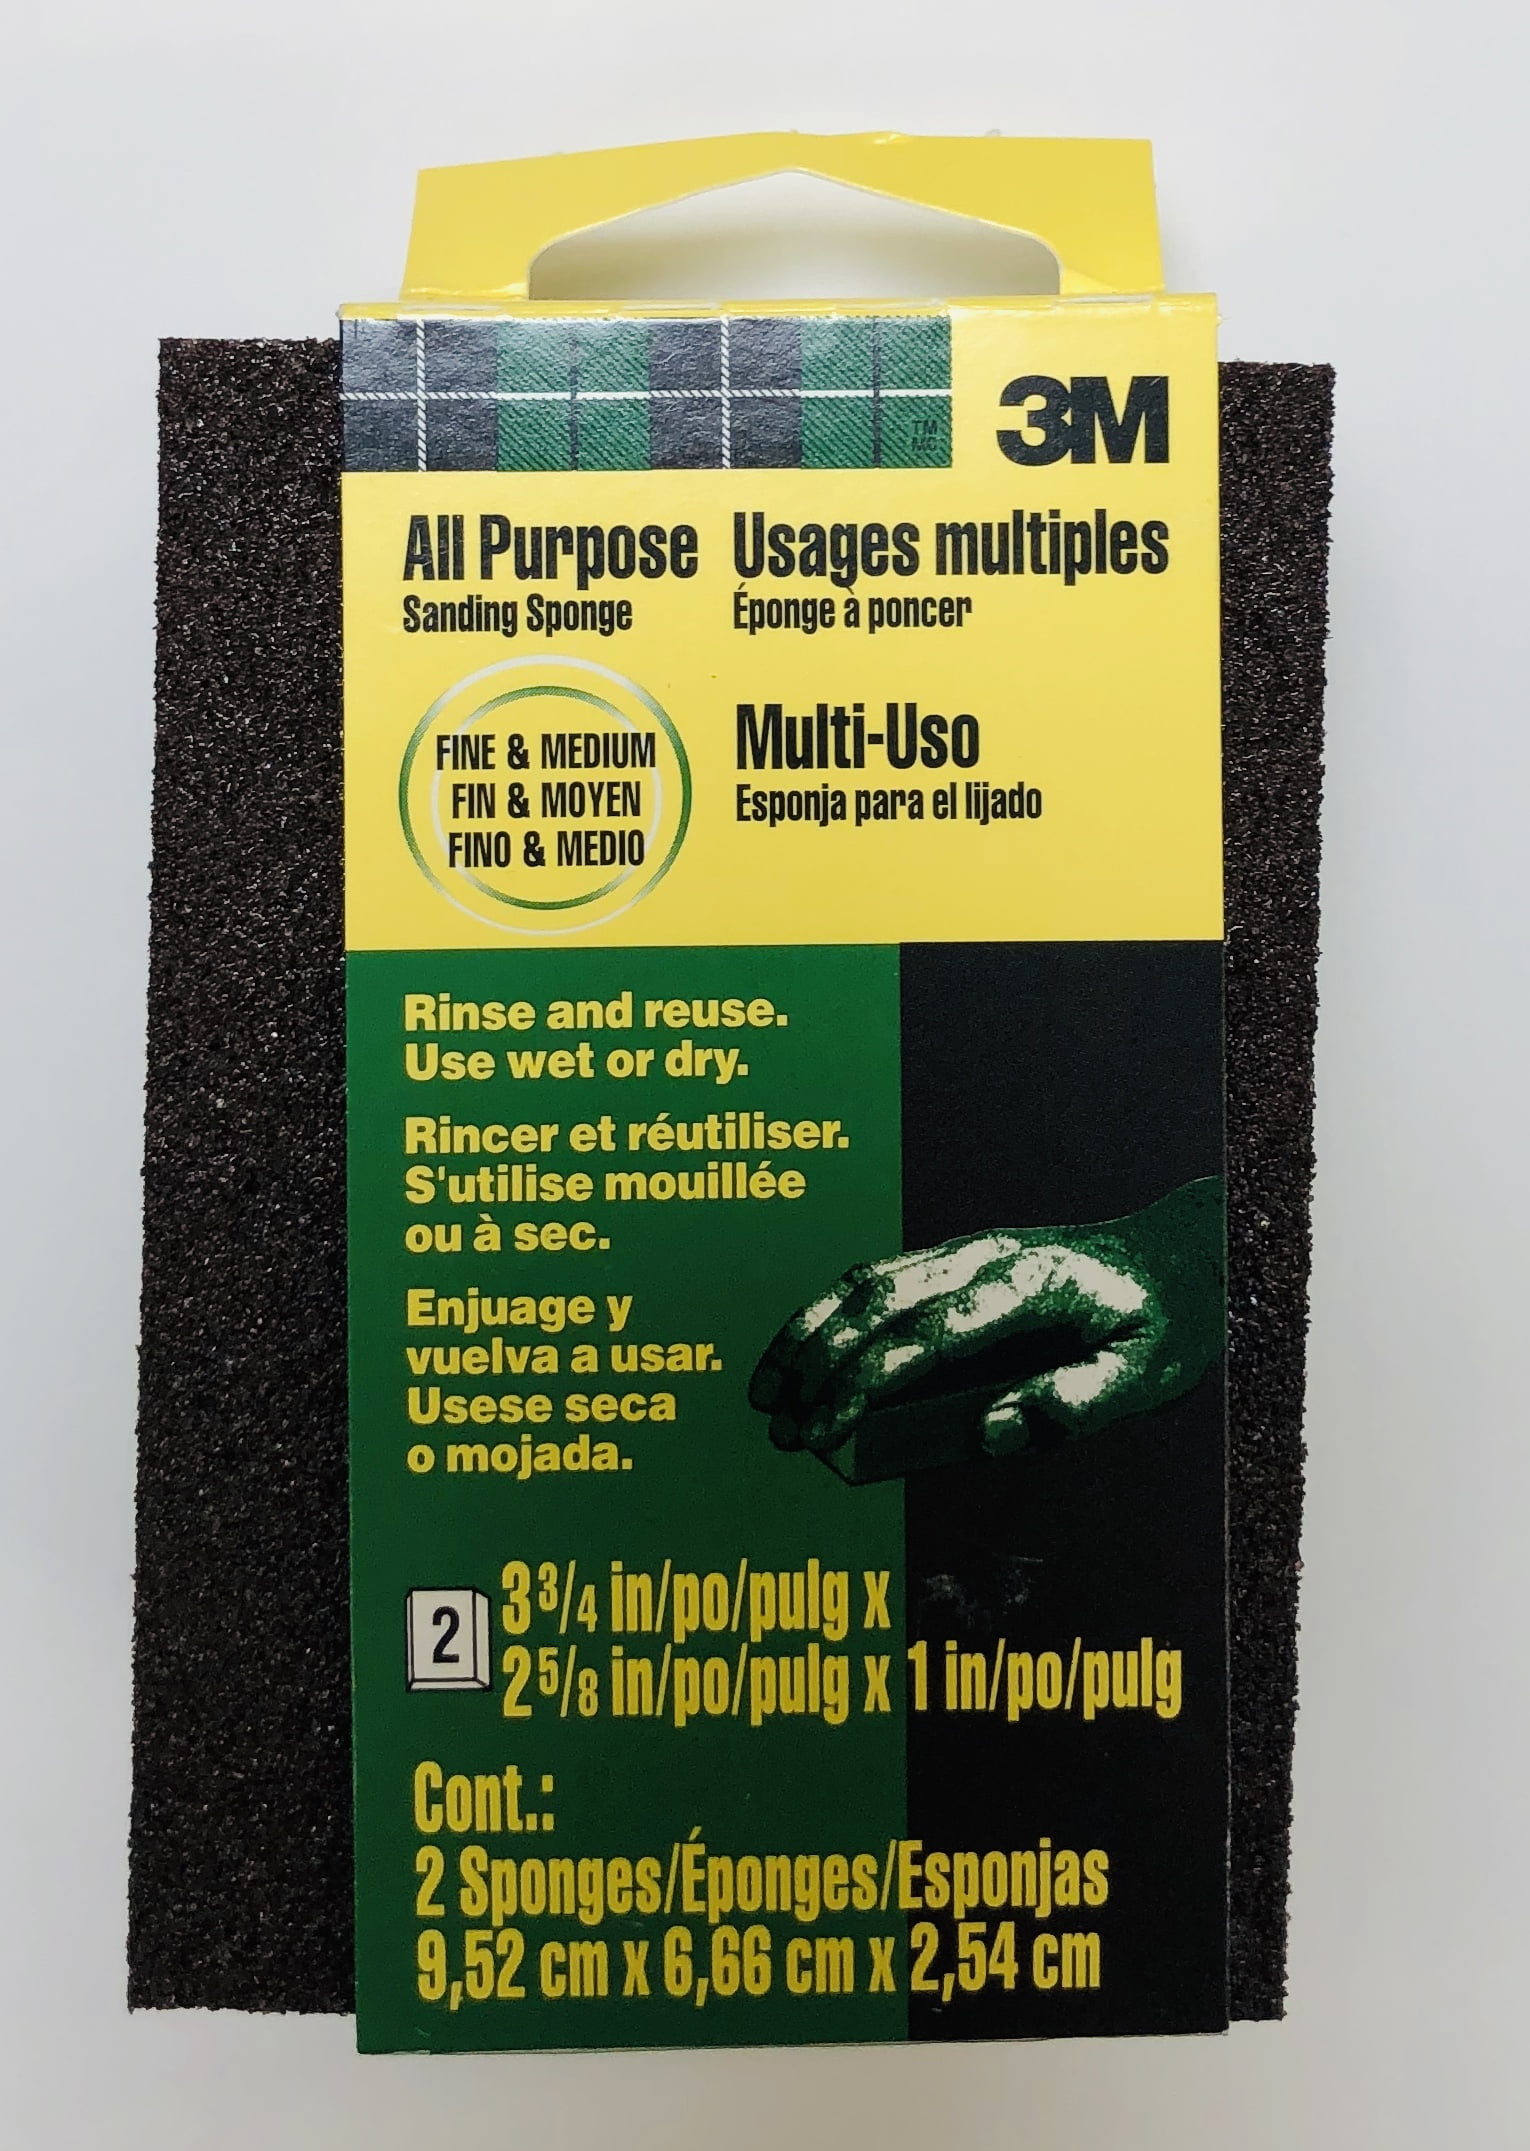 TM
MC
3M
All Purpose
Sanding Sponge
Usages multiples
Éponge à poncer
FINE & MEDIUM
FIN & MOYEN
FINO & MEDIO
Multi-Uso
Esponja para el lijado
Rinse and reuse.
Use wet or dry.
Rincer et réutiliser.
S'utilise mouillée
ou à sec.
Enjuage y
vuelva a usar.
Usese seca
o mojada.
2
3 3/4 in/po/pulg x
2 5/8 in/po/pulg x 1 in/po/pulg
Cont.:
2 Sponges/Éponges/Esponjas
9,52 cm x 6,66 cm x 2,54 cm